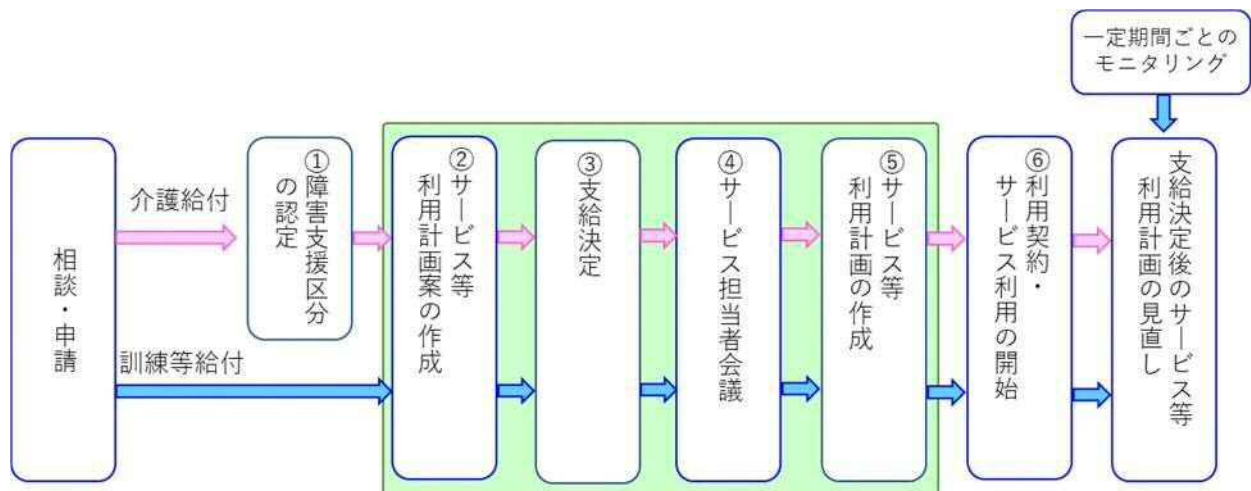 相談・申請
介護給付
訓練等給付
①障害支援区分
の認定
②サービス等
利用計画案の作成
③支給決定
④サービス担当者会議
⑤サービス等
利用計画の作成
⑥利用契約・
サービス利用の開始
一定期間ごとの
モニタリング
支給決定後のサービス等
利用計画の見直し